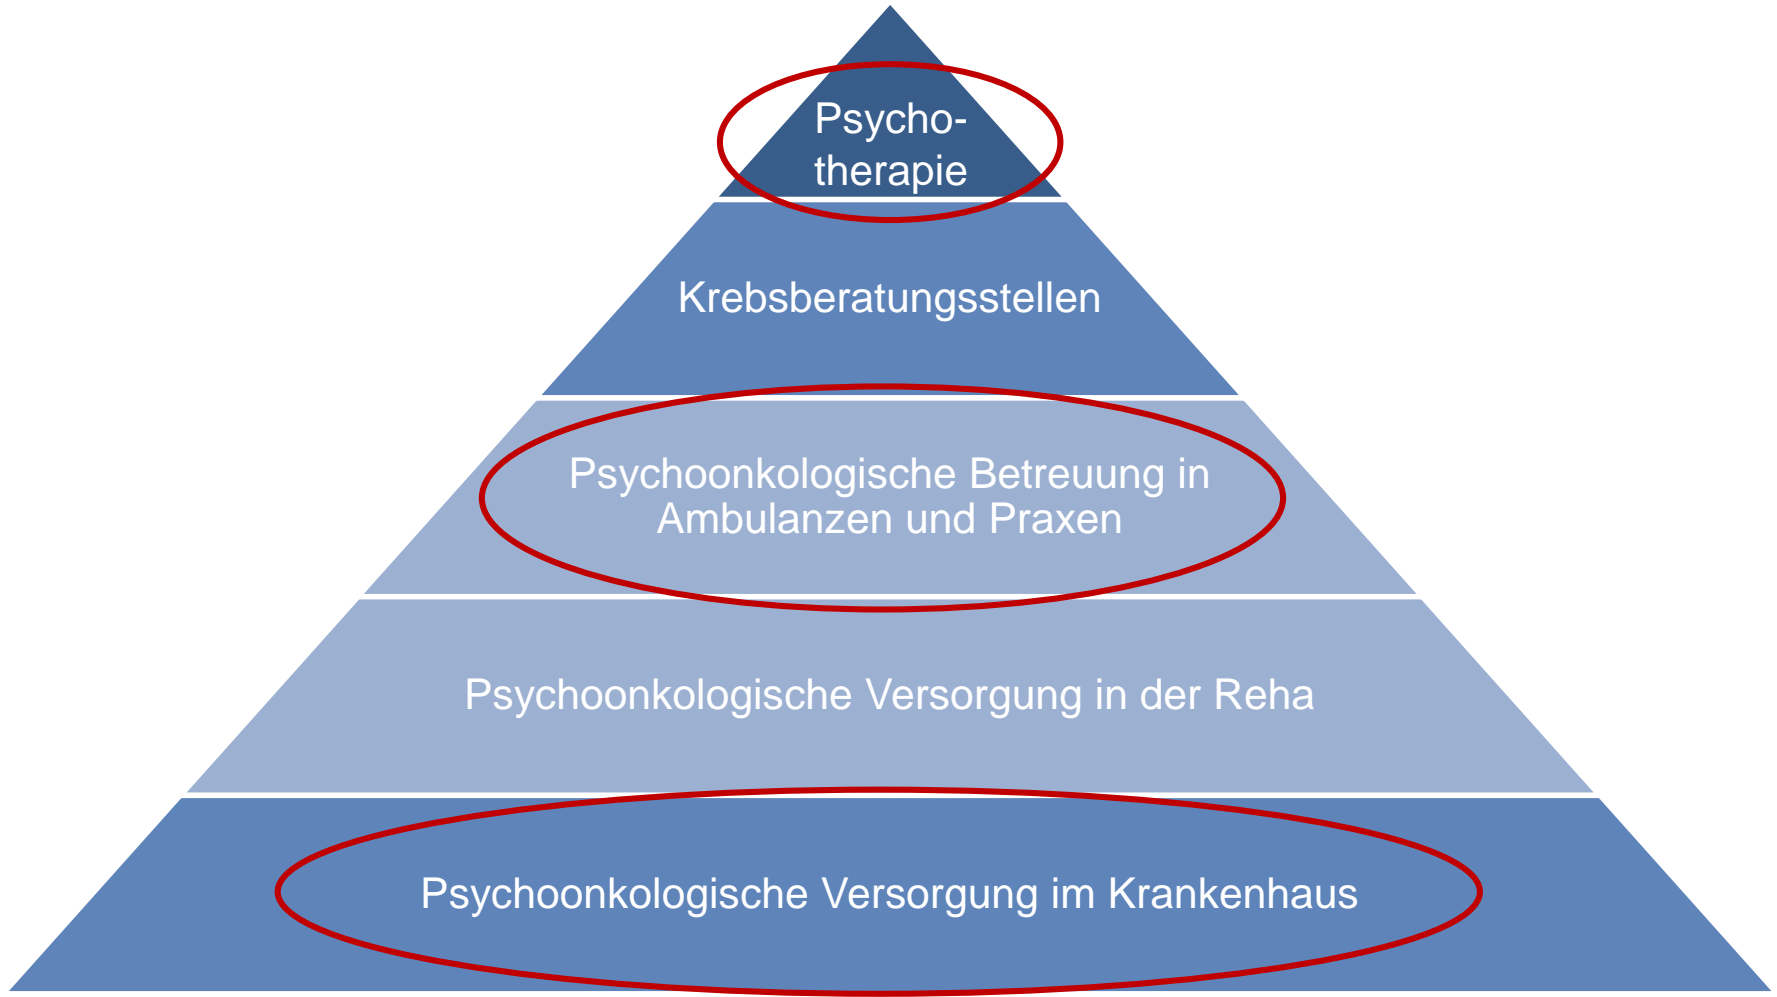 Psycho-
therapie
Krebsberatungsstellen
Psychoonkologische Betreuung in
Ambulanzen und Praxen
Psychoonkologische Versorgung in der Reha
Psychoonkologische Versorgung im Krankenhaus